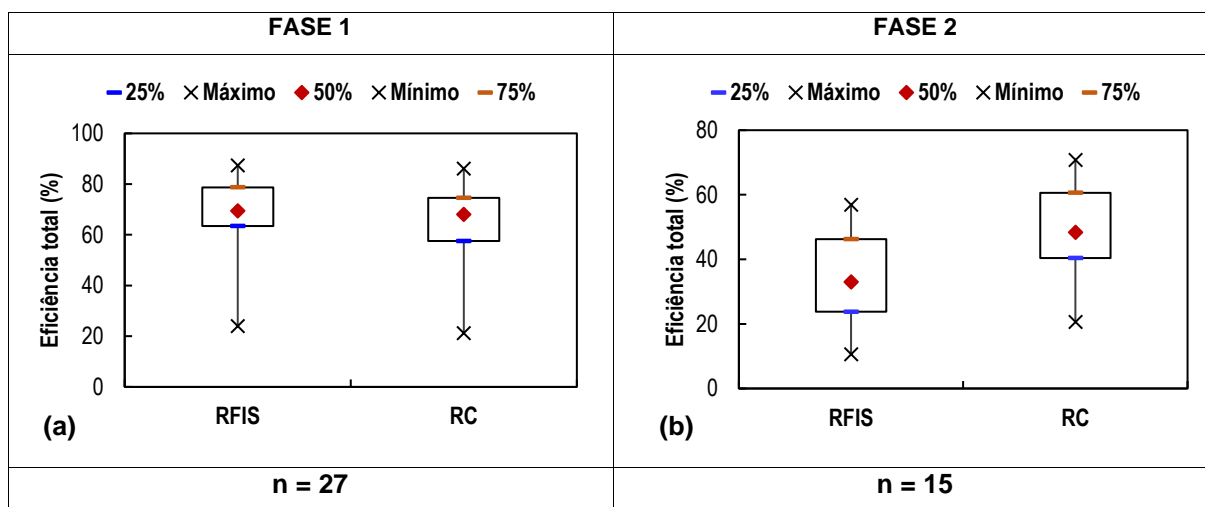 FASE 1
FASE 2
25% Máximo 50% Mínimo 75%
100
80
60
40
20
0
Eficiência total (%)
RFIS
RC
(a)
25% Máximo 50% Mínimo 75%
80
60
40
20
0
Eficiência total (%)
RFIS
RC
(b)
n = 27
n = 15